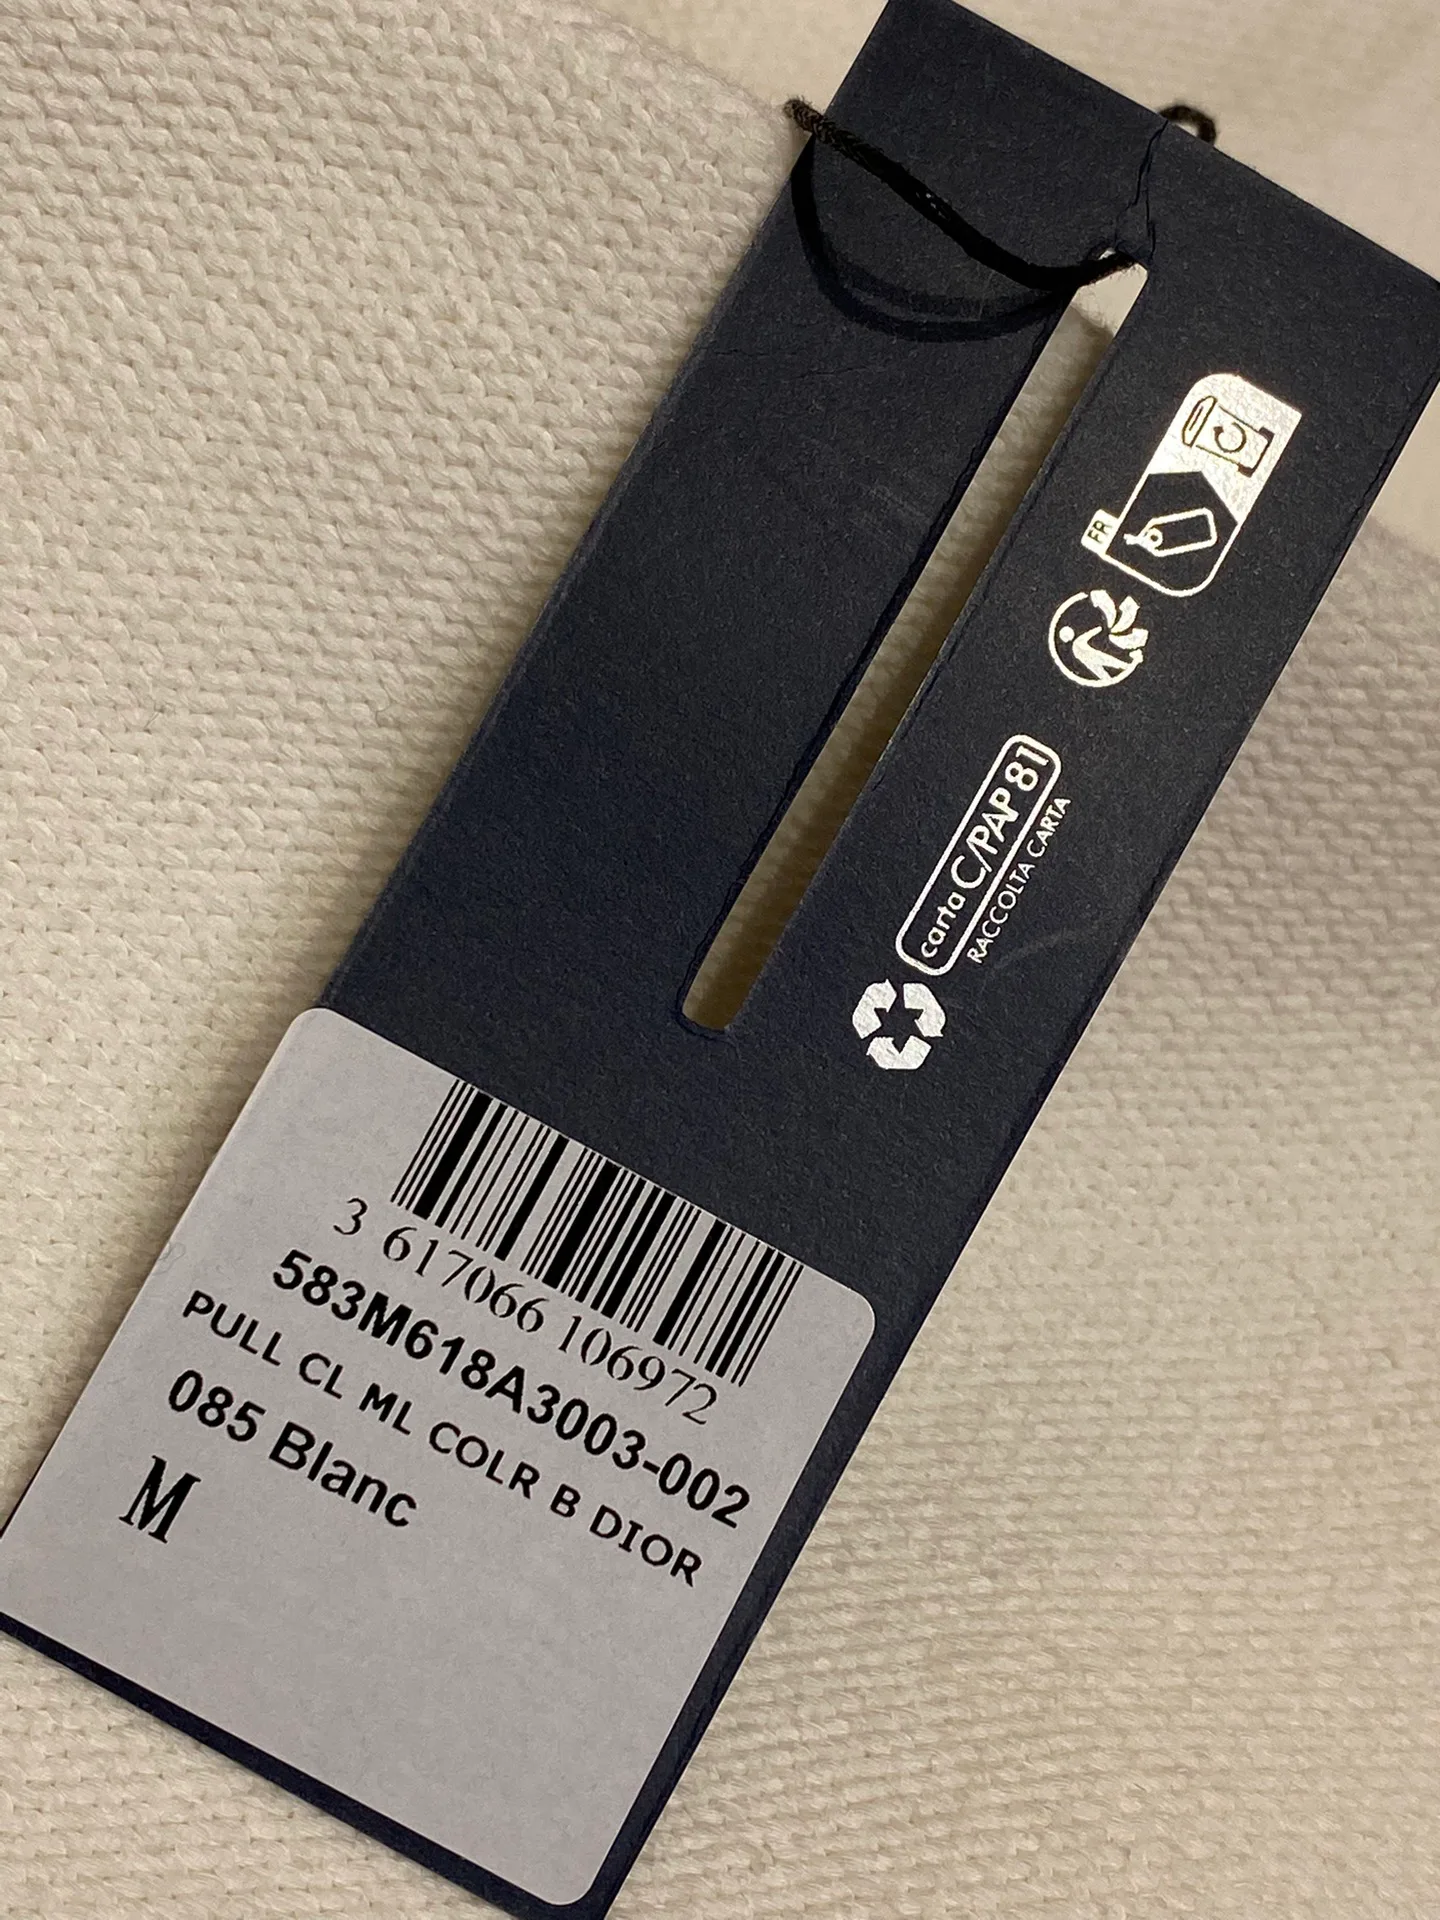 FR
carta C/PAP 81
RACCOLTA CARTA
3 617066 106972
583M618A3003-002
PULL CL ML COLR B DIOR
085 Blanc
M